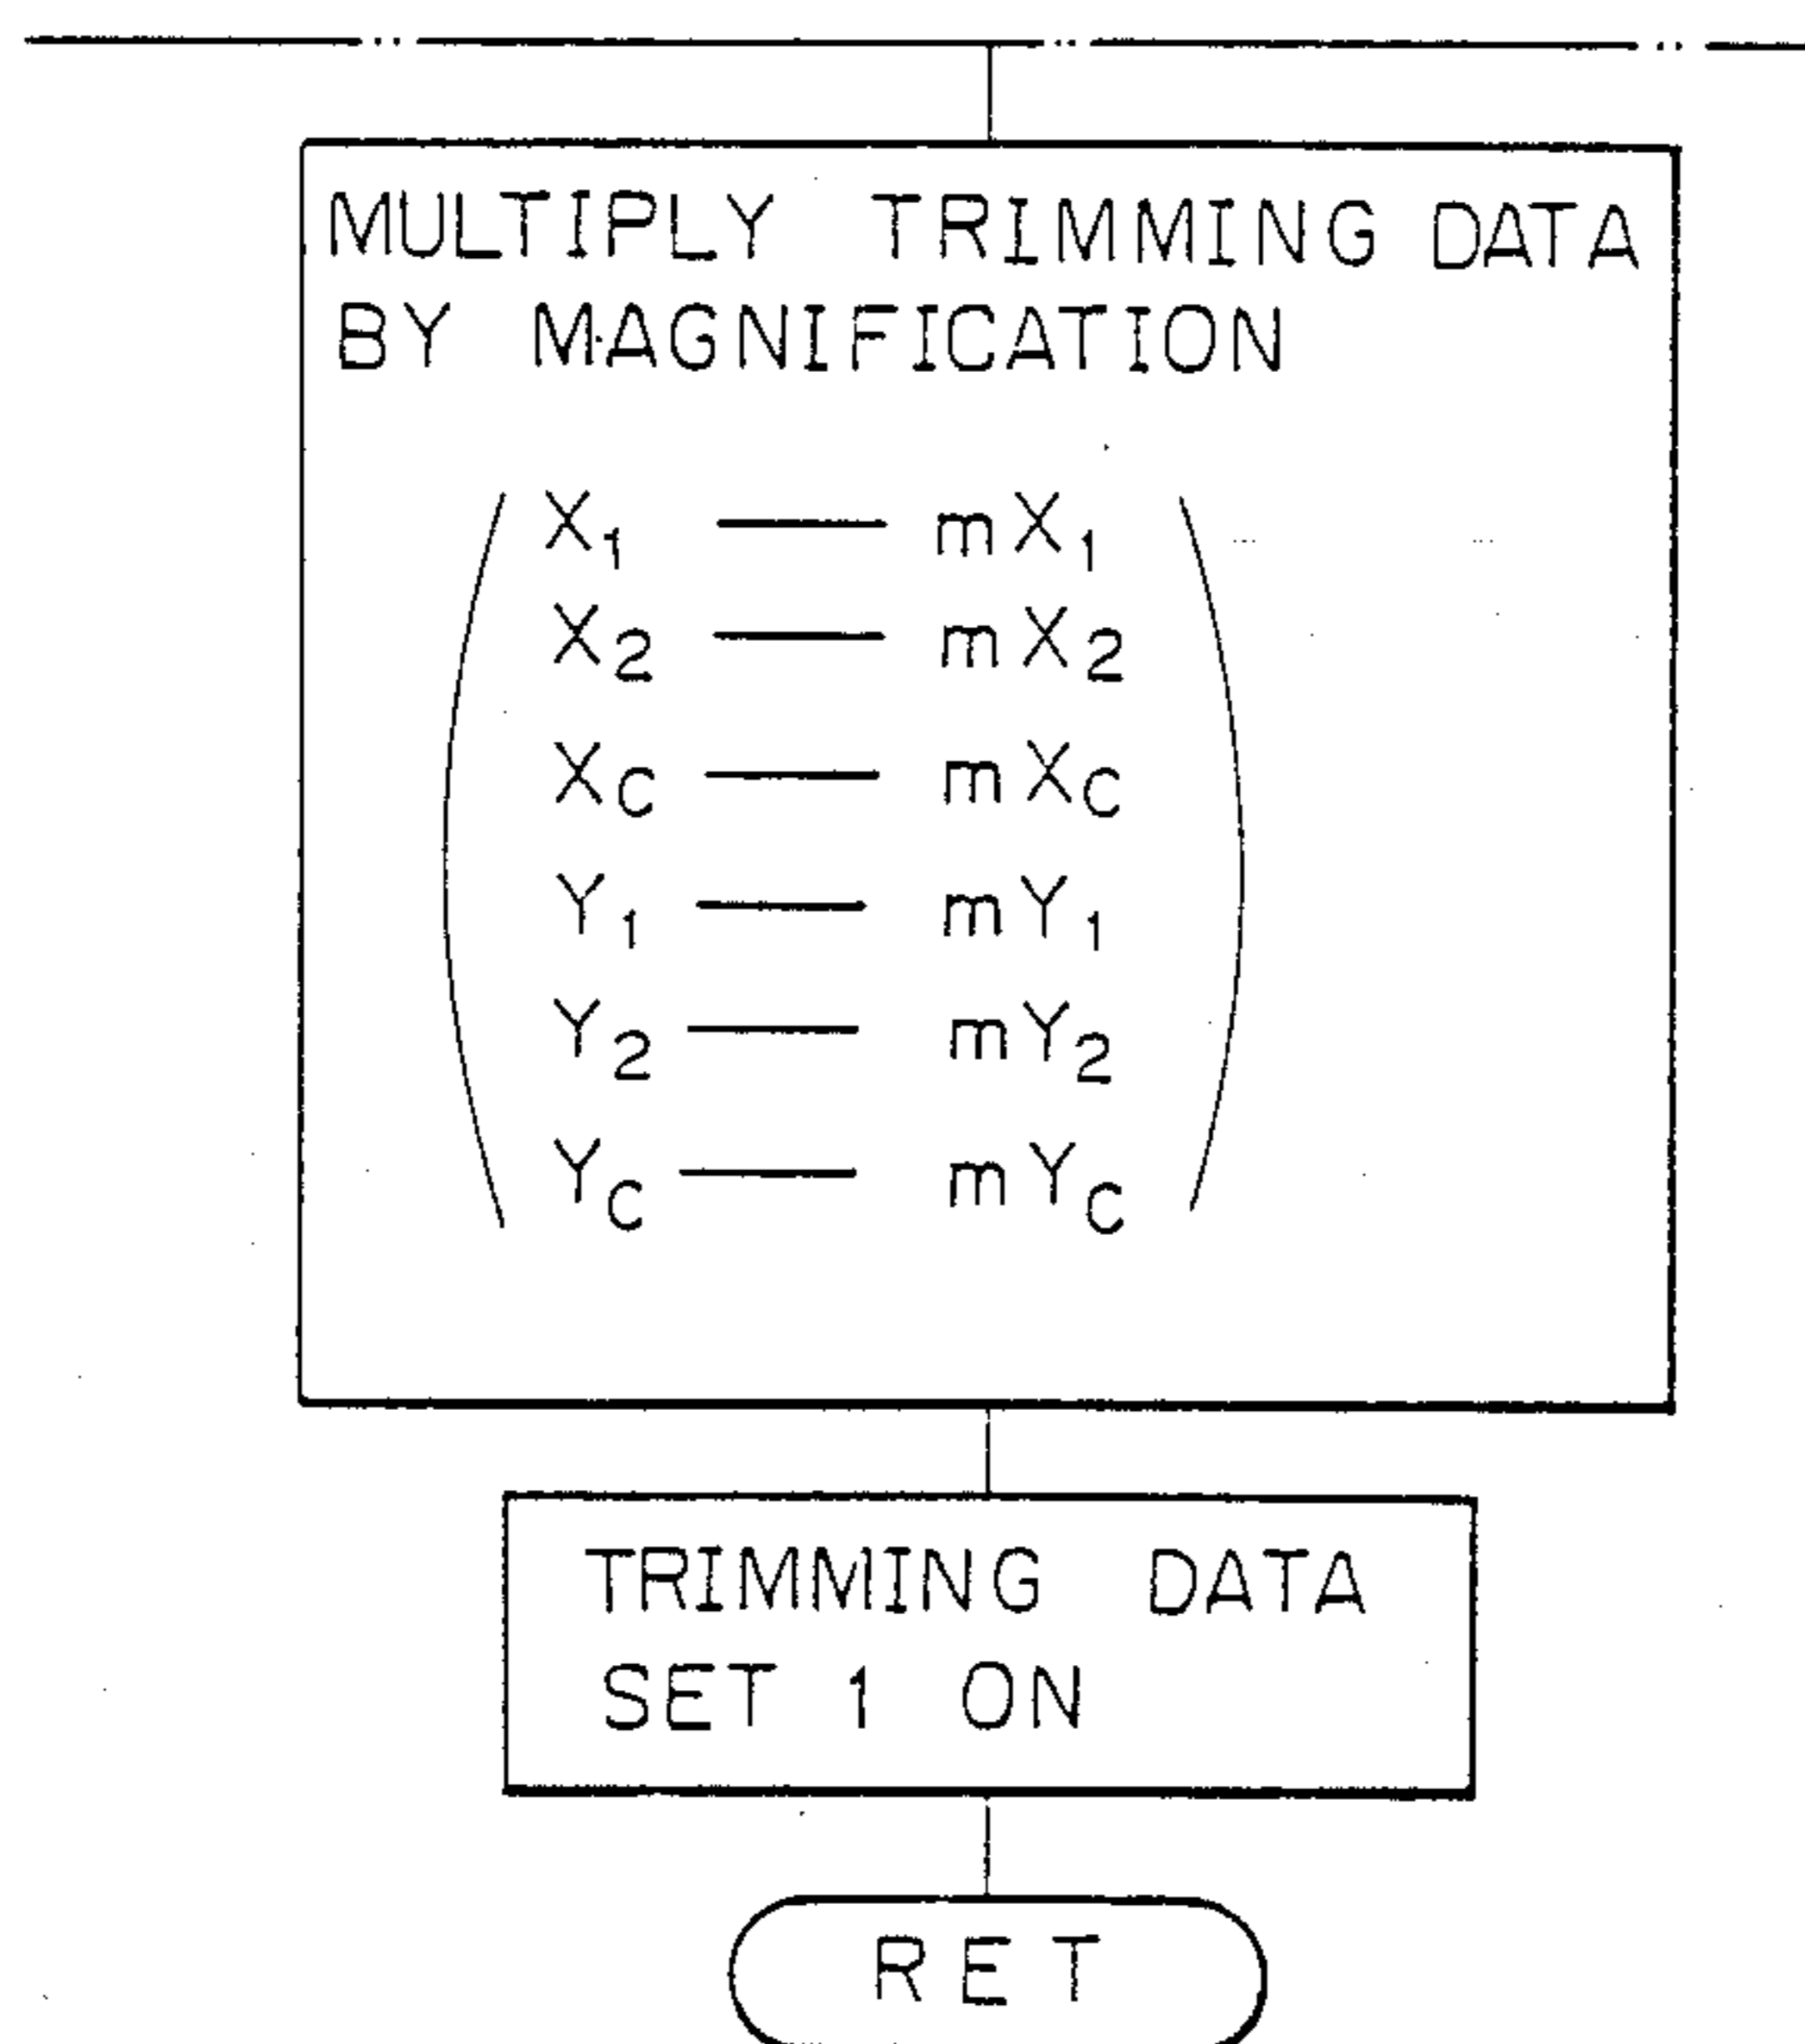 MULTIPLY TRIMMING DATA
BY MAGNIFICATION
X₁ — mX₁
X₂ — mX₂
XC — mXC
Y₁ — mY₁
Y₂ — mY₂
YC — mYC
TRIMMING DATA
SET 1 ON
RET